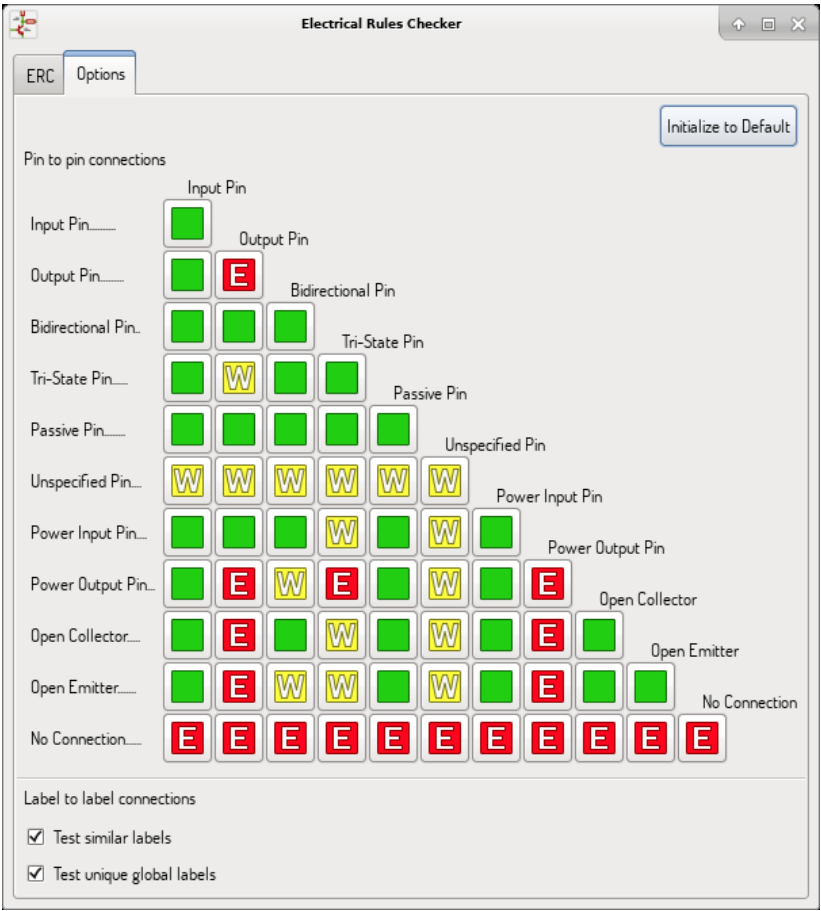 Electrical Rules Checker
ERC Options
Initialize to Default
Pin to pin connections
Input Pin
Input Pin.........
Output Pin
Output Pin........ E
Bidirectional Pin
Bidirectional Pin..
Tri-State Pin
Tri-State Pin...... W
Passive Pin
Passive Pin........
Unspecified Pin
Unspecified Pin.... W W W W W W
Power Input Pin
Power Input Pin.... W W
Power Output Pin
Power Output Pin... E W E W E
Open Collector
Open Collector..... E W W E
Open Emitter
Open Emitter....... E W W W E
No Connection
No Connection...... E E E E E E E E E E E
Label to label connections
Test similar labels
Test unique global labels